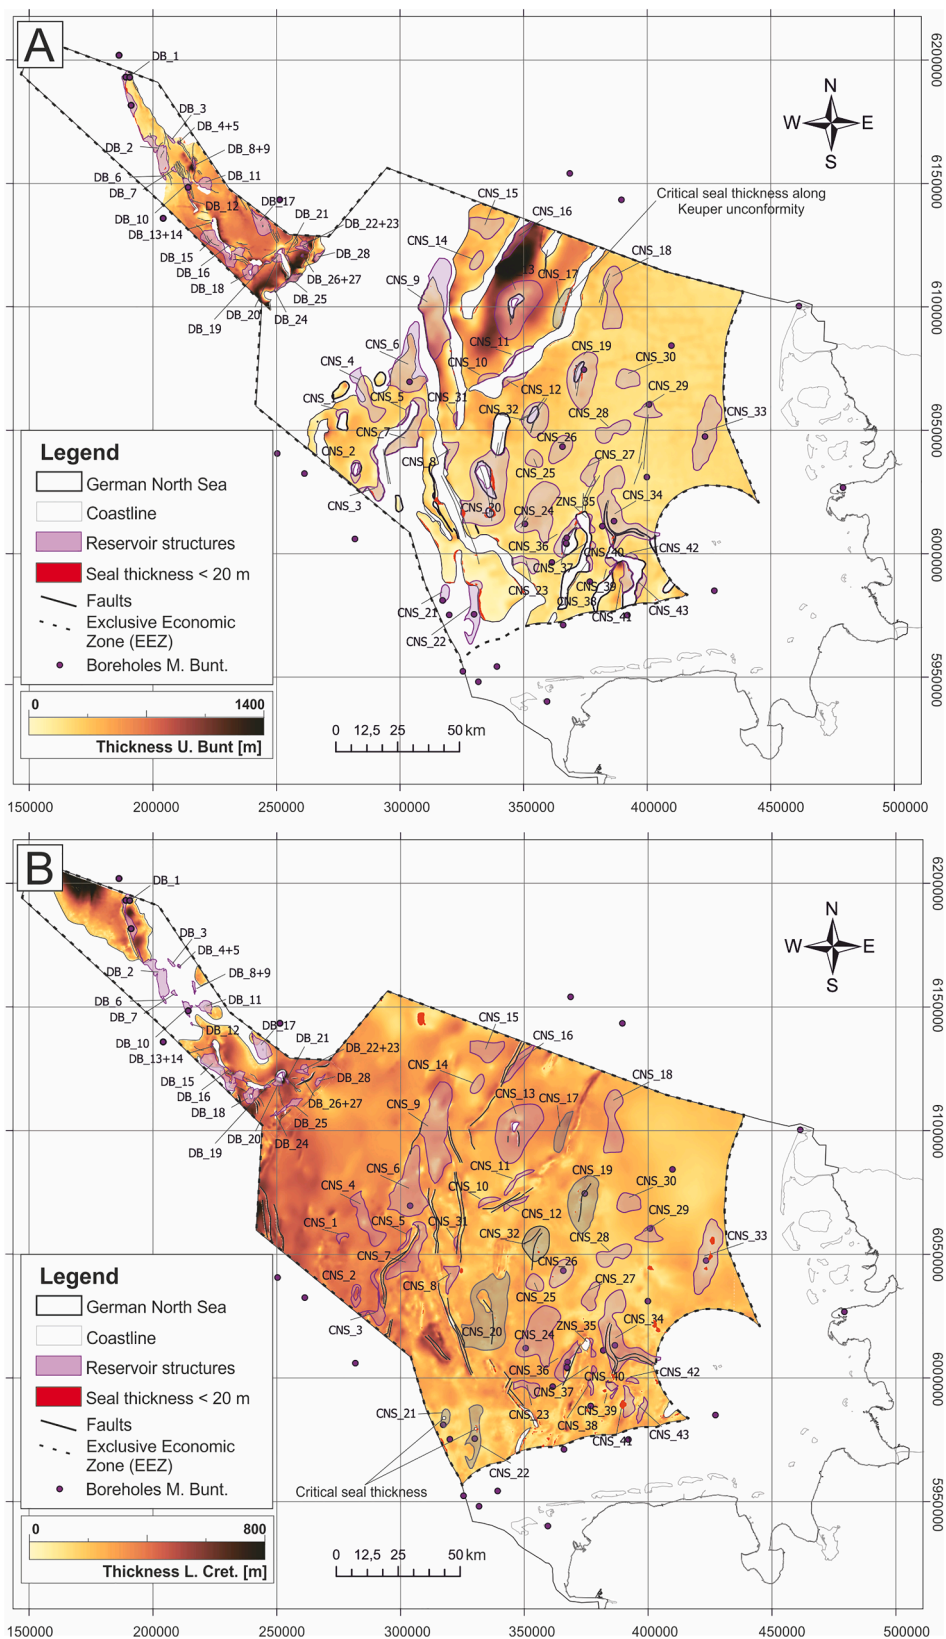 A
DB_1
DB_3
DB_4+5
DB_2
DB_8+9
DB_6
DB_11
DB_7
DB_12
DB_17
DB_10
DB_21
DB_13+14
DB_22+23
DB_15
DB_28
DB_16
DB_26+27
DB_18
DB_25
DB_20
DB_24
DB_19
N
W E
S
Critical seal thickness along
Keuper unconformity
CNS_15
CNS_16
CNS_14
CNS_18
CNS_17
13
CNS_9
CNS_6
CNS_11
CNS_19
CNS_30
CNS_4
CNS_10
CNS_12
CNS_29
CNS_5
CNS_31
CNS_32
CNS_28
CNS_33
CNS_7
CNS_26
CNS_2
CNS_8
CNS_27
CNS_25
CNS_3
CNS_20
CNS_24
ZNS_35
CNS_34
CNS_36
CNS_40
CNS_42
CNS_37
CNS_23
CNS_39
CNS_38
CNS_21
CNS_41
CNS_43
CNS_22
Legend
German North Sea
Coastline
Reservoir structures
Seal thickness < 20 m
Faults
Exclusive Economic
Zone (EEZ)
Boreholes M. Bunt.
0 1400
Thickness U. Bunt [m]
0 12,5 25 50 km
6200000
6150000
6100000
6050000
6000000
5950000
150000 200000 250000 300000 350000 400000 450000 500000
B
DB_1
DB_3
DB_4+5
DB_2
DB_8+9
DB_6
DB_11
DB_7
DB_12
DB_17
DB_10
DB_21
DB_13+14
DB_22+23
DB_15
DB_28
DB_16
DB_26+27
DB_18
DB_25
DB_20
DB_24
DB_19
N
W E
S
CNS_15
CNS_16
CNS_14
CNS_18
CNS_13
CNS_17
CNS_9
CNS_6
CNS_11
CNS_19
CNS_30
CNS_4
CNS_10
CNS_12
CNS_29
CNS_1
CNS_5
CNS_31
CNS_32
CNS_28
CNS_33
CNS_7
CNS_26
CNS_2
CNS_8
CNS_27
CNS_25
CNS_3
CNS_20
CNS_24
ZNS_35
CNS_34
CNS_36
CNS_40
CNS_42
CNS_37
CNS_21
CNS_23
CNS_39
CNS_38
CNS_41
CNS_43
CNS_22
Critical seal thickness
Legend
German North Sea
Coastline
Reservoir structures
Seal thickness < 20 m
Faults
Exclusive Economic
Zone (EEZ)
Boreholes M. Bunt.
0 800
Thickness L. Cret. [m]
0 12,5 25 50 km
6200000
6150000
6100000
6050000
6000000
5950000
150000 200000 250000 300000 350000 400000 450000 500000